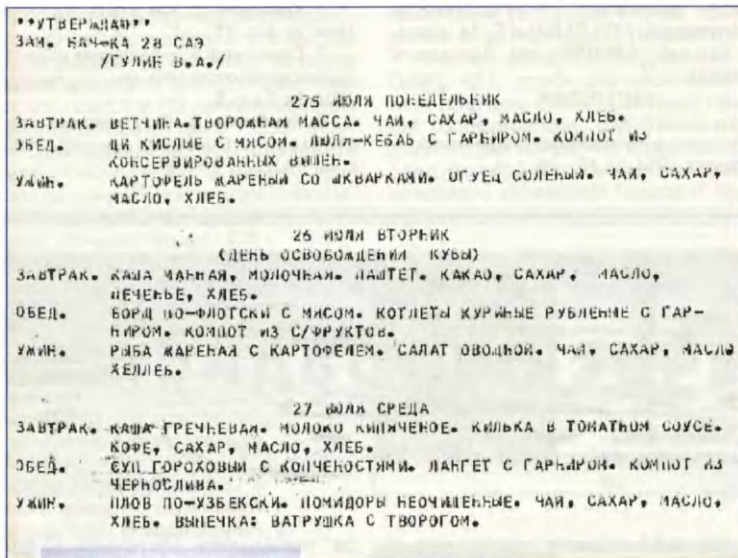 ""УТВЕРЖДАЮ""
ЗАМ. НАЧ-КА 28 САЭ
/ГУЛИН В.А./
275 ИЮЛЯ ПОНЕДЕЛЬНИК
ЗАВТРАК. ВЕТЧИНА.ТВОРОЖНАЯ МАССА. ЧАЙ, САХАР, МАСЛО, ХЛЕБ.
ОБЕД. ЩИ КИСЛЫЕ С МЯСОМ. ЛЮЛЯ-КЕБАБ С ГАРНИРОМ. КОМПОТ ИЗ
КОНСЕРВИРОВАННЫХ ВИШЕН.
УЖИН. КАРТОФЕЛЬ ЖАРЕНЫЙ СО ШКВАРКАМИ. ОГУЕЦ СОЛЕНЫЙ. ЧАЙ, САХАР,
МАСЛО, ХЛЕБ.
26 ИЮЛЯ ВТОРНИК
(ДЕНЬ ОСВОБОЖДЕНИЯ КУБЫ)
ЗАВТРАК. КАША МАННАЯ, МОЛОЧНАЯ. ПАШТЕТ. КАКАО, САХАР, МАСЛО,
ПЕЧЕНЬЕ, ХЛЕБ.
ОБЕД. БОРЩ ПО-ФЛОТСКИ С МЯСОМ. КОТЛЕТЫ КУРИНЫЕ РУБЛЕНЫЕ С ГАР-
НИРОМ. КОМПОТ ИЗ С/ФРУКТОВ.
УЖИН. РЫБА ЖАРЕНАЯ С КАРТОФЕЛЕМ. САЛАТ ОВОЩНОЙ. ЧАЙ, САХАР, МАСЛО
ХЕЛЛЕБ.
27 ИЮЛЯ СРЕДА
ЗАВТРАК. КАША ГРЕЧНЕВАЯ. МОЛОКО КИПЯЧЕНОЕ. КИЛЬКА В ТОМАТНОМ СОУСЕ.
КОФЕ, САХАР, МАСЛО, ХЛЕБ.
ОБЕД. СУП ГОРОХОВЫЙ С КОПЧЕНОСТЯМИ. ЛАНГЕТ С ГАРНИРОМ. КОМПОТ ИЗ
ЧЕРНОСЛИВА.
УЖИН. ПЛОВ ПО-УЗБЕКСКИ. ПОМИДОРЫ НЕОЧИЩЕННЫЕ. ЧАЙ, САХАР, МАСЛО,
ХЛЕБ. ВЫПЕЧКА: ВАТРУШКА С ТВОРОГОМ.